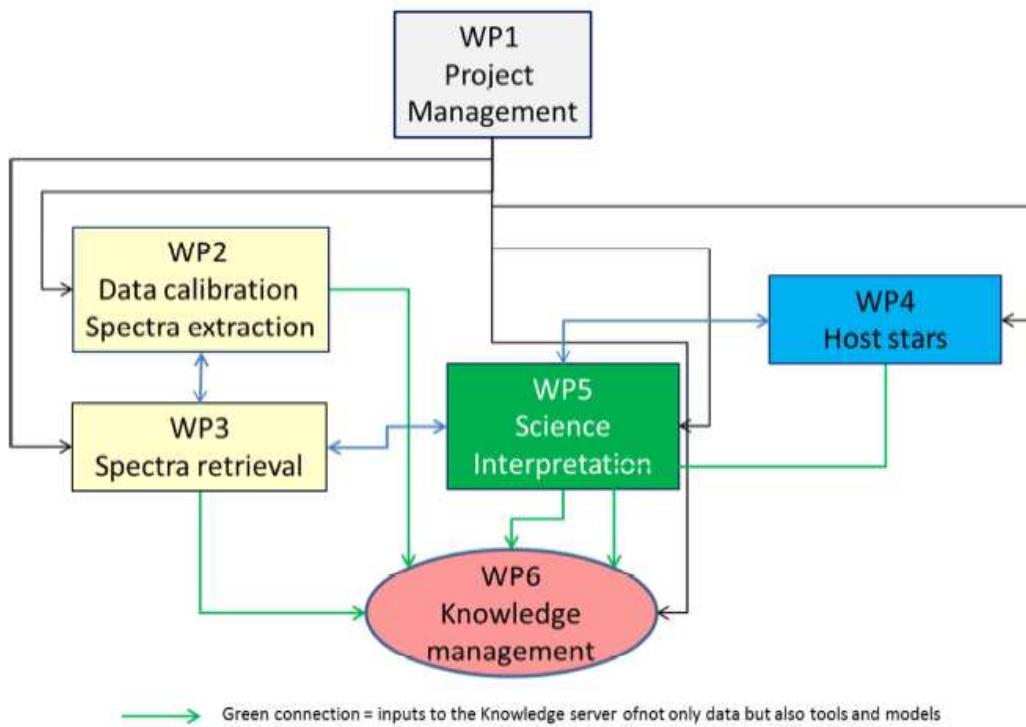 WP1
Project
Management
WP2
Data calibration
Spectra extraction
WP4
Host stars
WP5
Science
Interpretation
WP3
Spectra retrieval
WP6
Knowledge
management
Green connection = inputs to the Knowledge server ofnot only data but also tools and models